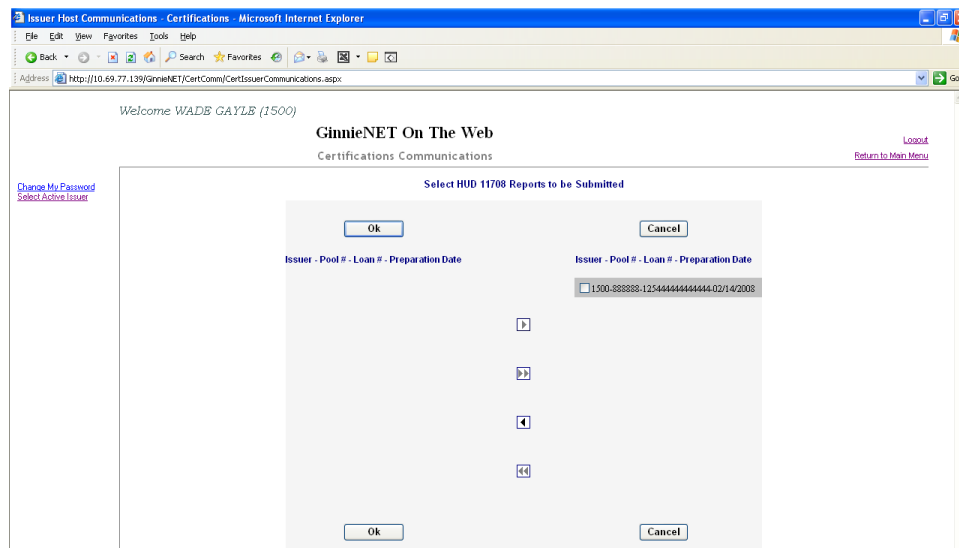 Issuer Host Communications - Certifications - Microsoft Internet Explorer
File Edit View Favorites Tools Help
Back Search Favorites
Address http://10.69.77.139/GinnieNET/CertComm/CertIssuerCommunications.aspx Go
Welcome WADE GAYLE (1500)
GinnieNET On The Web
Logout
Certifications Communications
Return to Main Menu
Change My Password
Select Active Issuer
Select HUD 11708 Reports to be Submitted
Ok Cancel
Issuer - Pool # - Loan # - Preparation Date Issuer - Pool # - Loan # - Preparation Date
1500-888888-125444444444444-02/14/2008
Ok Cancel